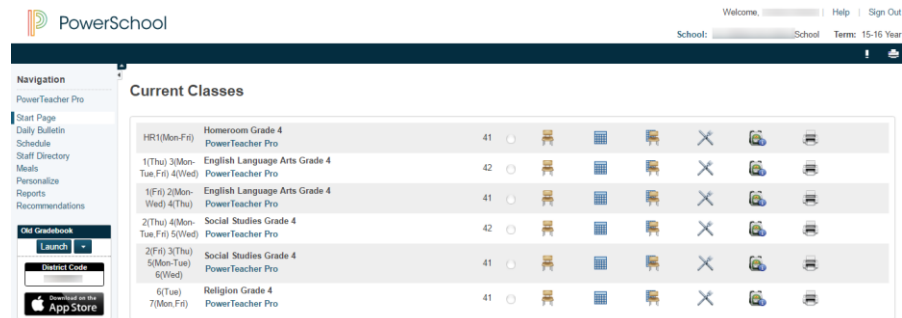 PowerSchool
Welcome, | Help | Sign Out
School: School Term: 15-16 Year
Navigation
PowerTeacher Pro
Start Page
Daily Bulletin
Schedule
Staff Directory
Meals
Personalize
Reports
Recommendations
Old Gradebook
Launch
District Code
Download on the
App Store
Current Classes
HR1(Mon-Fri) Homeroom Grade 4 41
PowerTeacher Pro
1(Thu) 3(Mon- English Language Arts Grade 4 42
Tue,Fri) 4(Wed) PowerTeacher Pro
1(Fri) 2(Mon- English Language Arts Grade 4 41
Wed) 4(Thu) PowerTeacher Pro
2(Thu) 4(Mon- Social Studies Grade 4 42
Tue,Fri) 5(Wed) PowerTeacher Pro
2(Fri) 3(Thu) Social Studies Grade 4 41
5(Mon-Tue) PowerTeacher Pro
6(Wed)
6(Tue) Religion Grade 4 41
7(Mon,Fri) PowerTeacher Pro